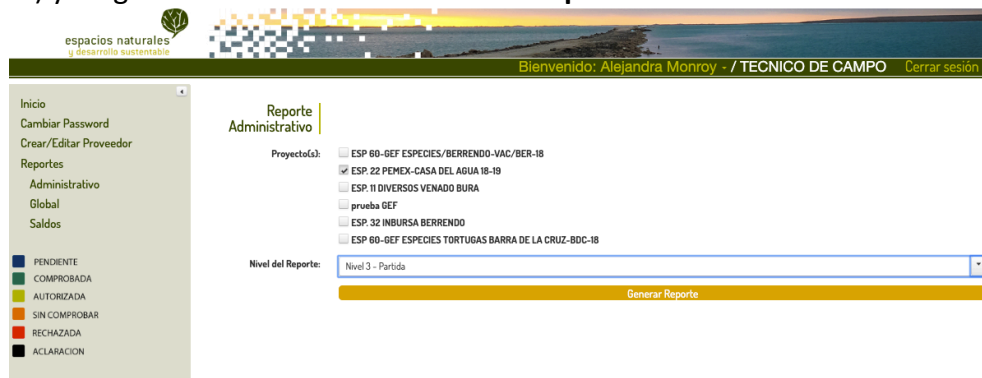 espacios naturales
y desarrollo sustentable
Bienvenido: Alejandra Monroy - / TECNICO DE CAMPO Cerrar sesión
Inicio
Cambiar Password
Crear/Editar Proveedor
Reportes
Administrativo
Global
Saldos
PENDIENTE
COMPROBADA
AUTORIZADA
SIN COMPROBAR
RECHAZADA
ACLARACION
Reporte
Administrativo
Proyecto(s):
ESP 60-GEF ESPECIES/BERRENDO-VAC/BER-18
ESP. 22 PEMEX-CASA DEL AGUA 18-19
ESP. 11 DIVERSOS VENADO BURA
prueba GEF
ESP. 32 INBURSA BERRENDO
ESP 60-GEF ESPECIES TORTUGAS BARRA DE LA CRUZ-BDC-18
Nivel del Reporte: Nivel 3 - Partida
Generar Reporte